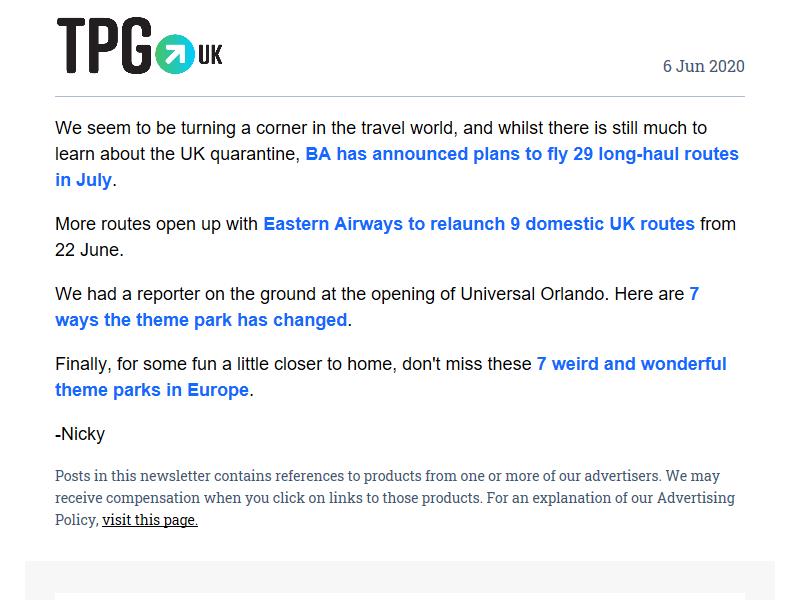 TPG UK
6 Jun 2020
We seem to be turning a corner in the travel world, and whilst there is still much to
learn about the UK quarantine, BA has announced plans to fly 29 long-haul routes
in July.
More routes open up with Eastern Airways to relaunch 9 domestic UK routes from
22 June.
We had a reporter on the ground at the opening of Universal Orlando. Here are 7
ways the theme park has changed.
Finally, for some fun a little closer to home, don't miss these 7 weird and wonderful
theme parks in Europe.
-Nicky
Posts in this newsletter contains references to products from one or more of our advertisers. We may
receive compensation when you click on links to those products. For an explanation of our Advertising
Policy, visit this page.